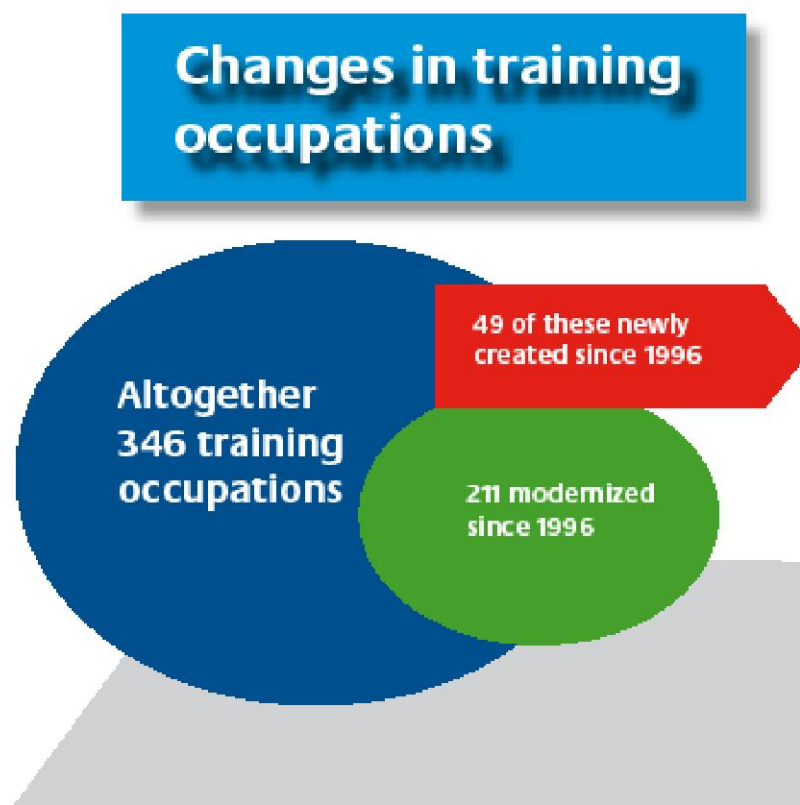 Changes in training
occupations
49 of these newly
created since 1996
Altogether
346 training
occupations
211 modernized
since 1996